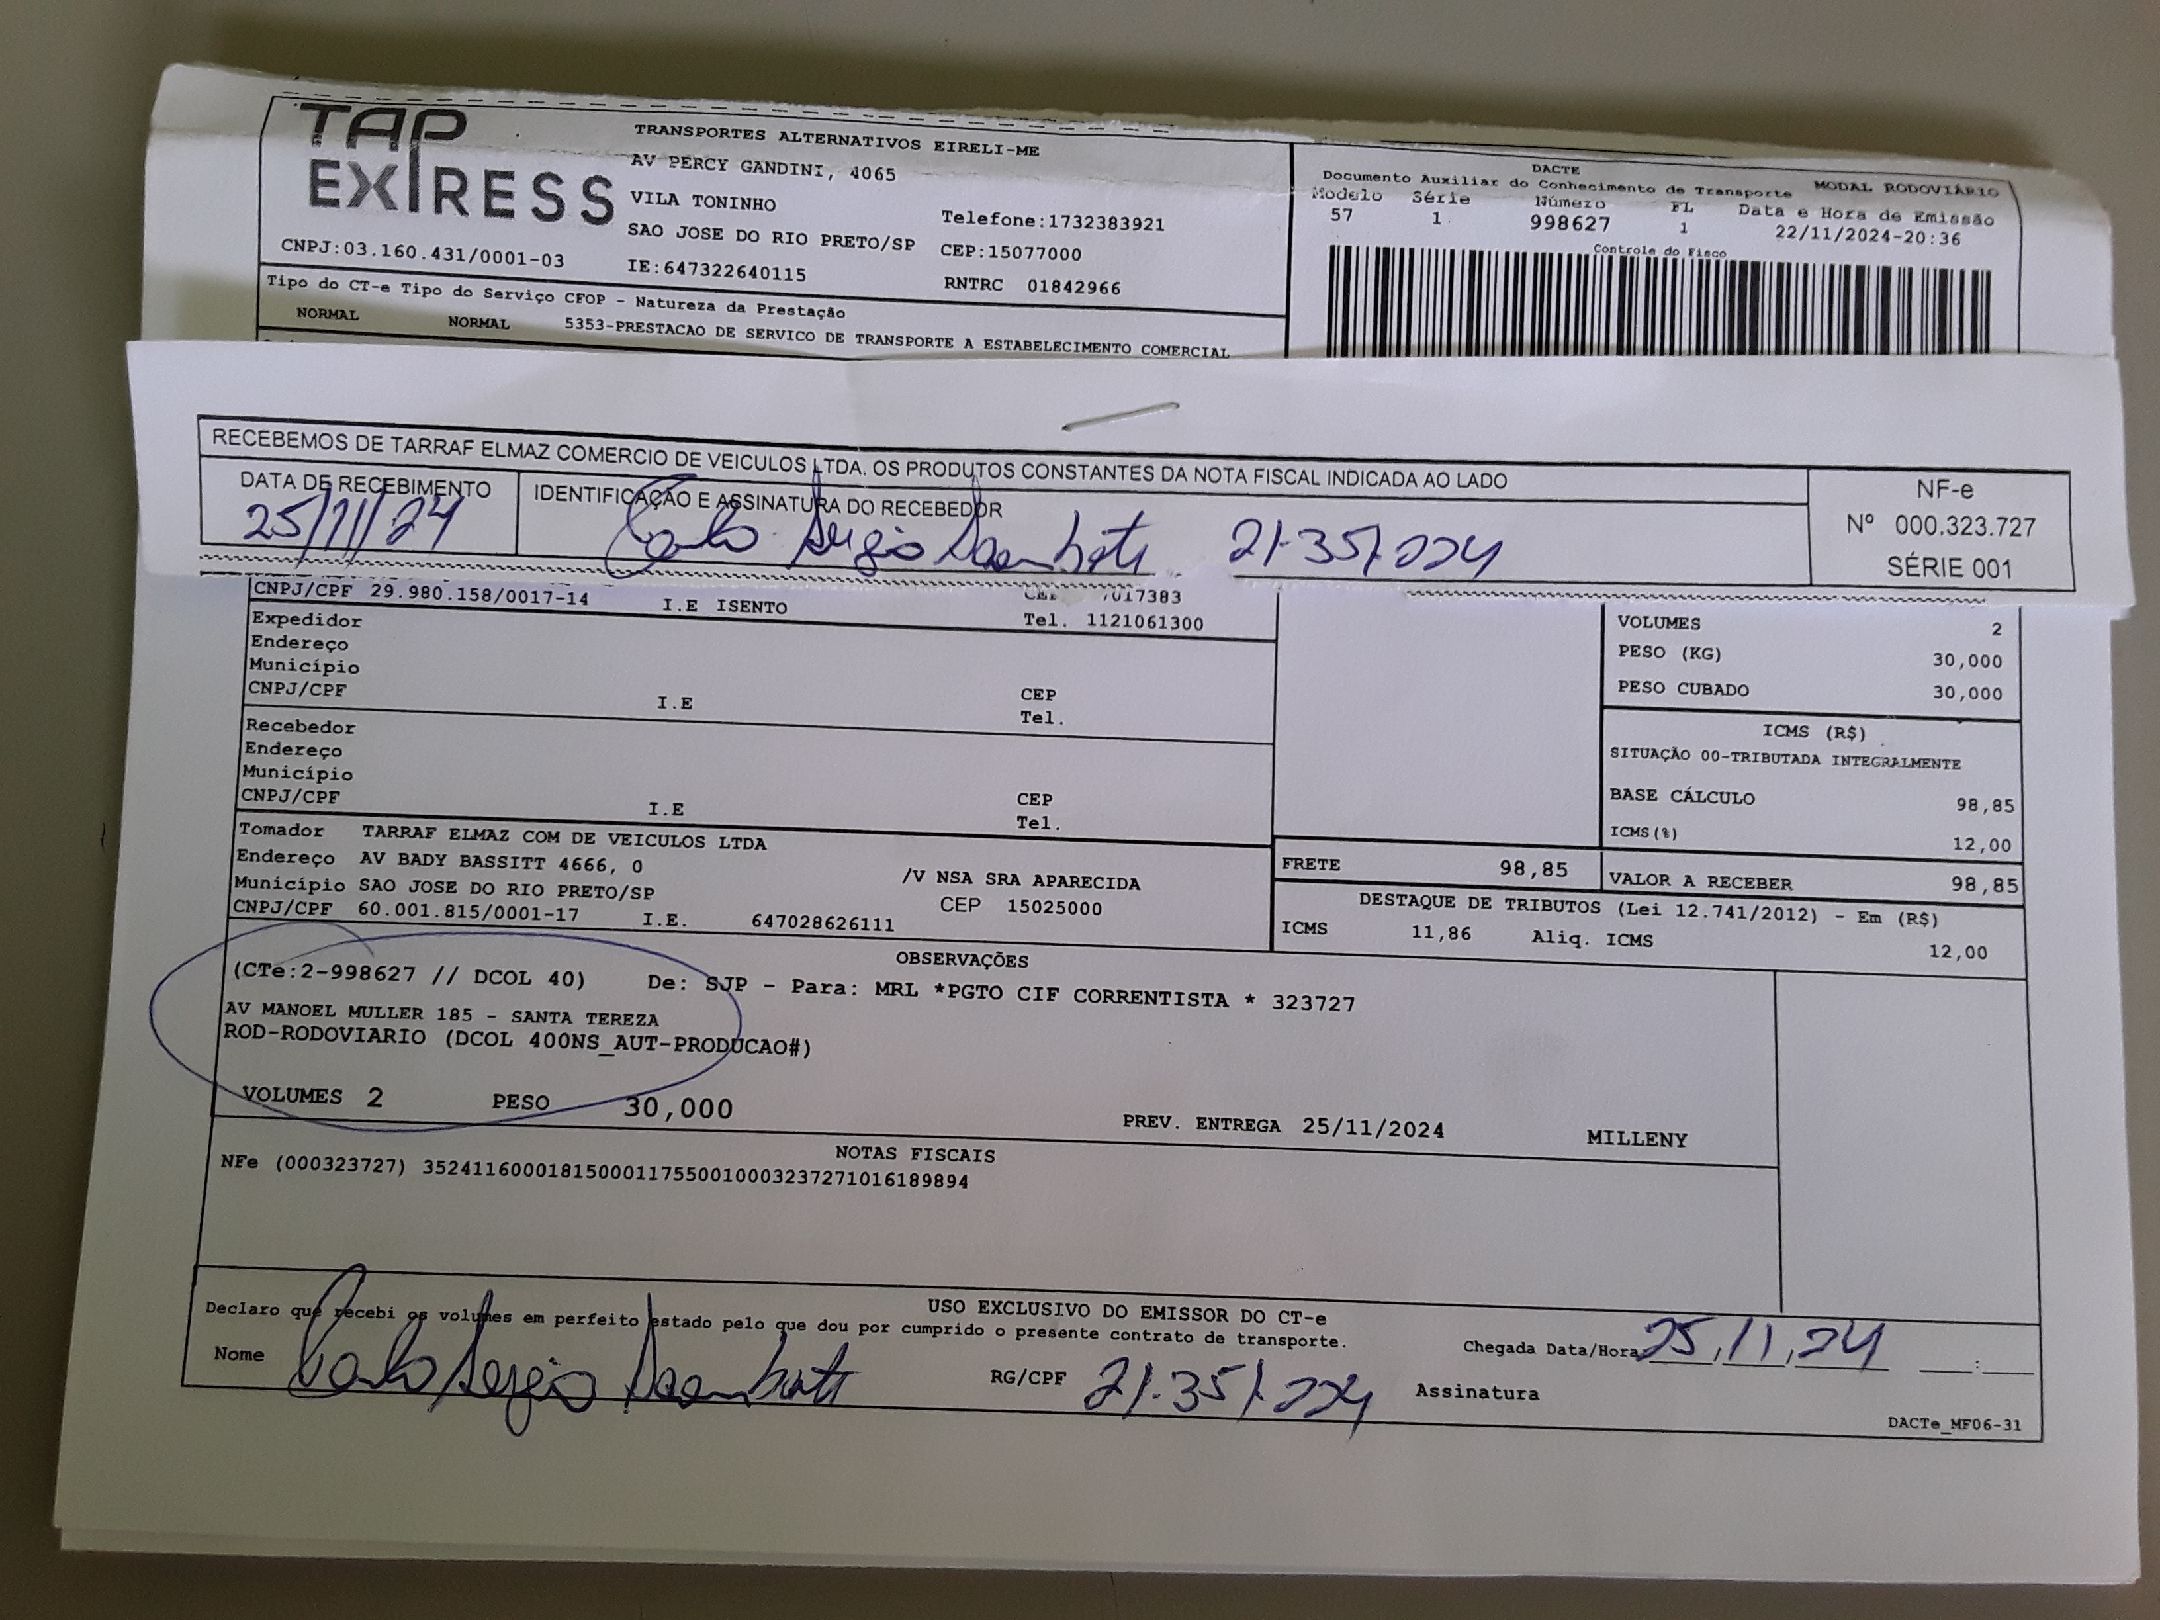 TAP EXPRESS
TRANSPORTES ALTERNATIVOS EIRELI-ME
AV PERCY GANDINI, 4065
VILA TONINHO
Telefone:1732383921
SAO JOSE DO RIO PRETO/SP CEP:15077000
CNPJ:03.160.431/0001-03 IE:647322640115 RNTRC 01842966
DACTE
Documento Auxiliar do Conhecimento de Transporte MODAL RODOVIÁRIO
Modelo Série Número FL Data e Hora de Emissão
57 1 998627 1 22/11/2024-20:36
Controle do Fisco
Tipo do CT-e Tipo do Serviço CFOP - Natureza da Prestação
NORMAL NORMAL 5353-PRESTACAO DE SERVICO DE TRANSPORTE A ESTABELECIMENTO COMERCIAL
RECEBEMOS DE TARRAF ELMAZ COMERCIO DE VEICULOS LTDA. OS PRODUTOS CONSTANTES DA NOTA FISCAL INDICADA AO LADO
DATA DE RECEBIMENTO IDENTIFICAÇÃO E ASSINATURA DO RECEBEDOR
25/11/24 21.351.224
NF-e
Nº 000.323.727
SÉRIE 001
CNPJ/CPF 29.980.158/0017-14 I.E ISENTO 7017383
Tel. 1121061300
Expedidor
Endereço
Município
CNPJ/CPF I.E CEP
Tel.
Recebedor
Endereço
Município
CNPJ/CPF I.E CEP
Tel.
Tomador TARRAF ELMAZ COM DE VEICULOS LTDA
Endereço AV BADY BASSITT 4666, 0 /V NSA SRA APARECIDA
Município SAO JOSE DO RIO PRETO/SP CEP 15025000
CNPJ/CPF 60.001.815/0001-17 I.E. 647028626111
VOLUMES 2
PESO (KG) 30,000
PESO CUBADO 30,000
ICMS (R$)
SITUAÇÃO 00-TRIBUTADA INTEGRALMENTE
BASE CÁLCULO 98,85
ICMS(%) 12,00
FRETE 98,85 VALOR A RECEBER 98,85
DESTAQUE DE TRIBUTOS (Lei 12.741/2012) - Em (R$)
ICMS 11,86 Aliq. ICMS 12,00
OBSERVAÇÕES
(CTe:2-998627 // DCOL 40) De: SJP - Para: MRL *PGTO CIF CORRENTISTA * 323727
AV MANOEL MULLER 185 - SANTA TEREZA
ROD-RODOVIARIO (DCOL 400NS_AUT-PRODUCAO#)
VOLUMES 2 PESO 30,000 PREV. ENTREGA 25/11/2024 MILLENY
NOTAS FISCAIS
NFe (000323727) 35241160001815000117550010003237271016189894
USO EXCLUSIVO DO EMISSOR DO CT-e
Declaro que recebi os volumes em perfeito estado pelo que dou por cumprido o presente contrato de transporte.
Chegada Data/Hora 25/11/24 :
Nome RG/CPF 21.351.224 Assinatura
DACTe_MF06-31